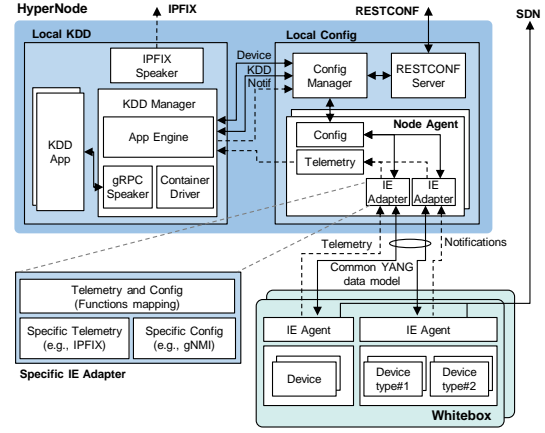 HyperNode
IPFIX
RESTCONF
SDN
Local KDD
Local Config
IPFIX
Speaker
Device
KDD
Notif
Config
Manager
RESTCONF
Server
KDD Manager
App Engine
KDD
App
gRPC
Speaker
Container
Driver
Node Agent
Config
Telemetry
IE
Adapter
IE
Adapter
Telemetry
Notifications
Common YANG
data model
Telemetry and Config
(Functions mapping)
Specific Telemetry
(e.g., IPFIX)
Specific Config
(e.g., gNMI)
Specific IE Adapter
IE Agent
IE Agent
Device
Device
type#1
Device
type#2
Whitebox